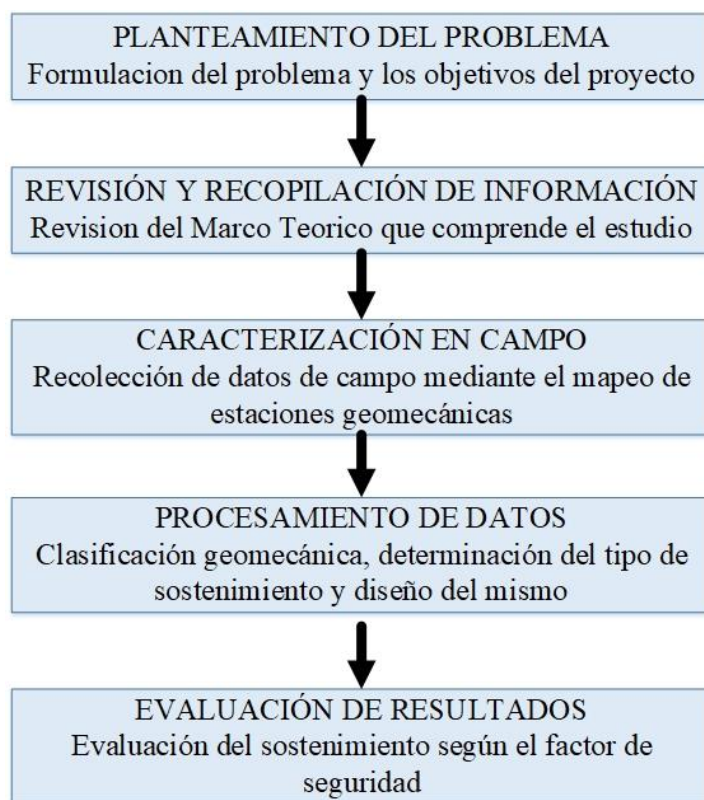 PLANTEAMIENTO DEL PROBLEMA
Formulacion del problema y los objetivos del proyecto
REVISIÓN Y RECOPILACIÓN DE INFORMACIÓN
Revision del Marco Teorico que comprende el estudio
CARACTERIZACIÓN EN CAMPO
Recolección de datos de campo mediante el mapeo de
estaciones geomecánicas
PROCESAMIENTO DE DATOS
Clasificación geomecánica, determinación del tipo de
sostenimiento y diseño del mismo
EVALUACIÓN DE RESULTADOS
Evaluación del sostenimiento según el factor de
seguridad